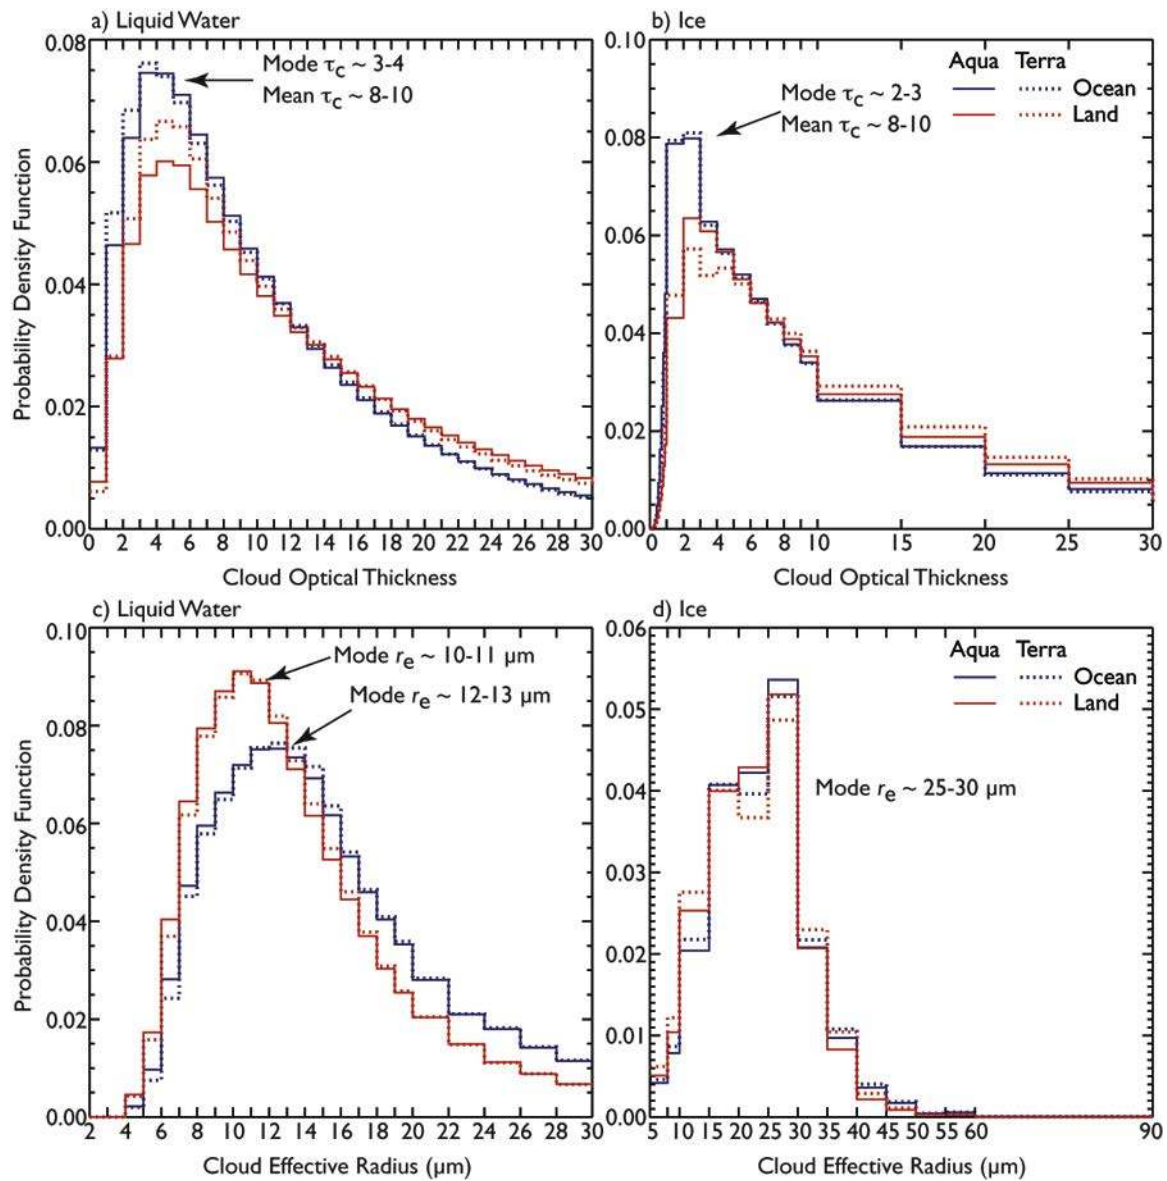 a) Liquid Water
Mode τc ~ 3-4
Mean τc ~ 8-10
Probability Density Function
0.08
0.06
0.04
0.02
0.00
0 2 4 6 8 10 12 14 16 18 20 22 24 26 28 30
Cloud Optical Thickness
b) Ice
Aqua Terra
Ocean
Land
Mode τc ~ 2-3
Mean τc ~ 8-10
0.10
0.08
0.06
0.04
0.02
0.00
0 2 4 6 8 10 15 20 25 30
Cloud Optical Thickness
c) Liquid Water
Mode re ~ 10-11 μm
Mode re ~ 12-13 μm
Probability Density Function
0.10
0.08
0.06
0.04
0.02
0.00
2 4 6 8 10 12 14 16 18 20 22 24 26 28 30
Cloud Effective Radius (μm)
d) Ice
Aqua Terra
Ocean
Land
Mode re ~ 25-30 μm
0.06
0.05
0.04
0.03
0.02
0.01
0.00
5 10 15 20 25 30 35 40 45 50 55 60 90
Cloud Effective Radius (μm)